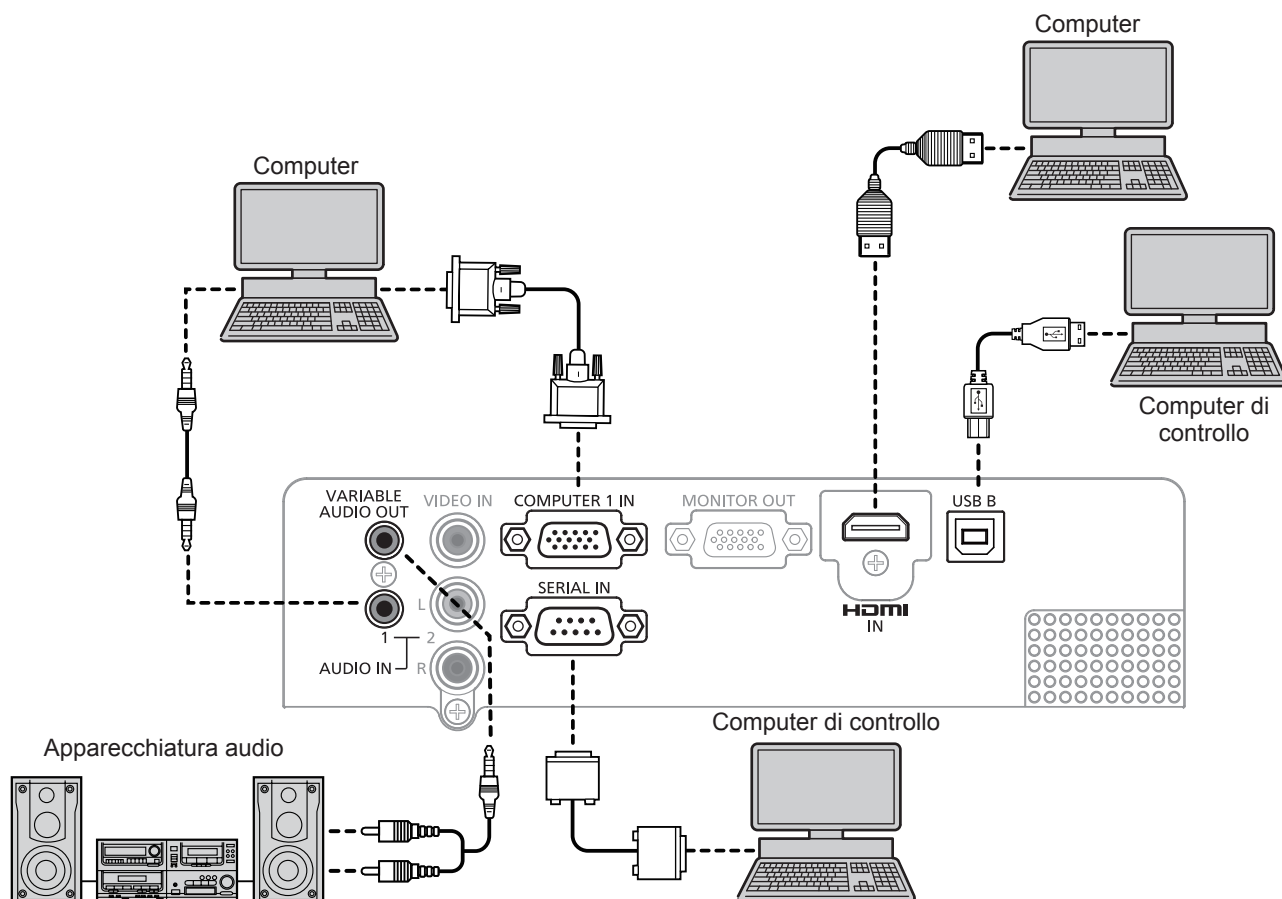 Computer
Computer
Computer di
controllo
VARIABLE
AUDIO OUT
VIDEO IN
COMPUTER 1 IN
MONITOR OUT
USB B
SERIAL IN
L
HDMI
IN
1
2
AUDIO IN
R
Computer di controllo
Apparecchiatura audio